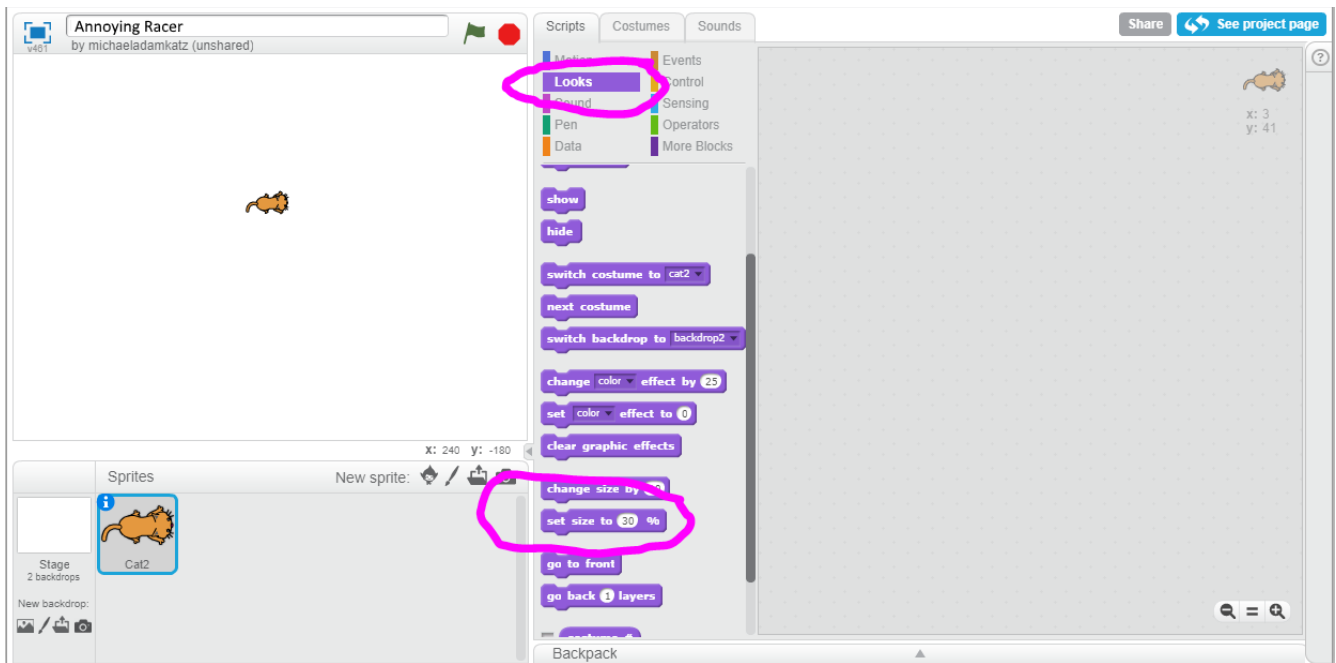 Annoying Racer
by michaeladamkatz (unshared)
v461
x: 240 y: -180
Sprites
New sprite:
Stage
2 backdrops
New backdrop:
Cat2
Scripts
Costumes
Sounds
Share
See project page
Events
Looks
Control
Sound
Sensing
Pen
Operators
Data
More Blocks
show
hide
switch costume to cat2
next costume
switch backdrop to backdrop2
change color effect by 25
set color effect to 0
clear graphic effects
change size by
set size to 30 %
go to front
go back 1 layers
costume #
x: 3
y: 41
Backpack